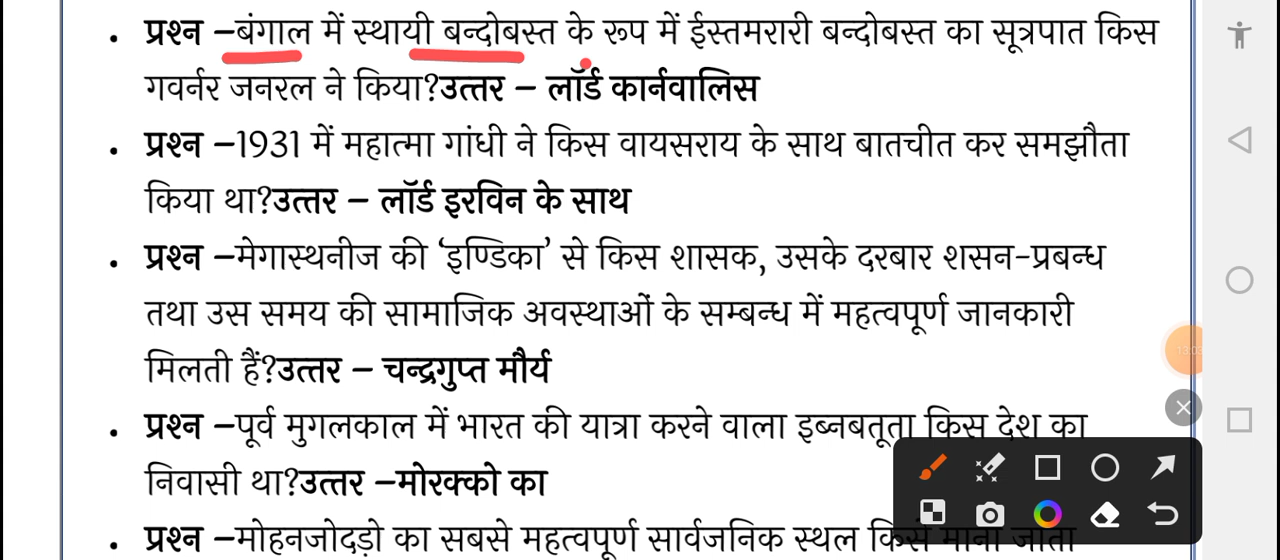 • प्रश्न –बंगाल में स्थायी बन्दोबस्त के रूप में ईस्तमरारी बन्दोबस्त का सूत्रपात किस
गवर्नर जनरल ने किया?उत्तर – लॉर्ड कार्नवालिस
• प्रश्न –1931 में महात्मा गांधी ने किस वायसराय के साथ बातचीत कर समझौता
किया था?उत्तर – लॉर्ड इरविन के साथ
• प्रश्न –मेगास्थनीज की ‘इण्डिका’ से किस शासक, उसके दरबार शसन-प्रबन्ध
तथा उस समय की सामाजिक अवस्थाओं के सम्बन्ध में महत्वपूर्ण जानकारी
मिलती हैं?उत्तर – चन्द्रगुप्त मौर्य
• प्रश्न –पूर्व मुगलकाल में भारत की यात्रा करने वाला इब्नबतूता किस देश का
निवासी था?उत्तर –मोरक्को का
• प्रश्न –मोहनजोदड़ो का सबसे महत्वपूर्ण सार्वजनिक स्थल किसे माना जाता